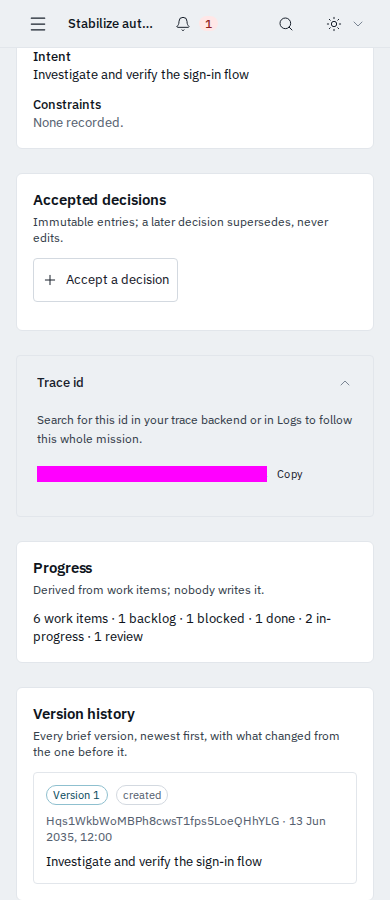 Stabilize aut... 1
Intent
Investigate and verify the sign-in flow
Constraints
None recorded.
Accepted decisions
Immutable entries; a later decision supersedes, never
edits.
Accept a decision
Trace id
Search for this id in your trace backend or in Logs to follow
this whole mission.
Copy
Progress
Derived from work items; nobody writes it.
6 work items · 1 backlog · 1 blocked · 1 done · 2 in-
progress · 1 review
Version history
Every brief version, newest first, with what changed from
the one before it.
Version 1 created
Hqs1WkbWoMBPh8cwsT1fps5LoeQHhYLG · 13 Jun
2035, 12:00
Investigate and verify the sign-in flow